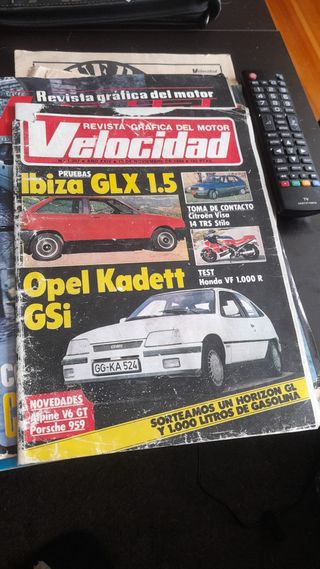 Velocidad
Revista gráfica del motor
REVISTA GRAFICA DEL MOTOR
Velocidad
PRUEBAS
Ibiza GLX 1.5
TOMA DE CONTACTO
Citroën Visa
14 TRS Stilo
Opel Kadett
GSi
TEST
Honda VF 1.000 R
GG-KA 524
NOVEDADES
Alpine V6 GT
Porsche 959
SORTEAMOS UN HORIZON GL
Y 1.000 LITROS DE GASOLINA
TV